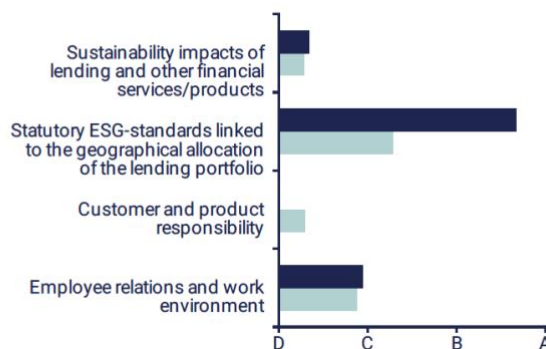 Sustainability impacts of
lending and other financial
services/products
Statutory ESG-standards linked
to the geographical allocation
of the lending portfolio
Customer and product
responsibility
Employee relations and work
environment
D C B A